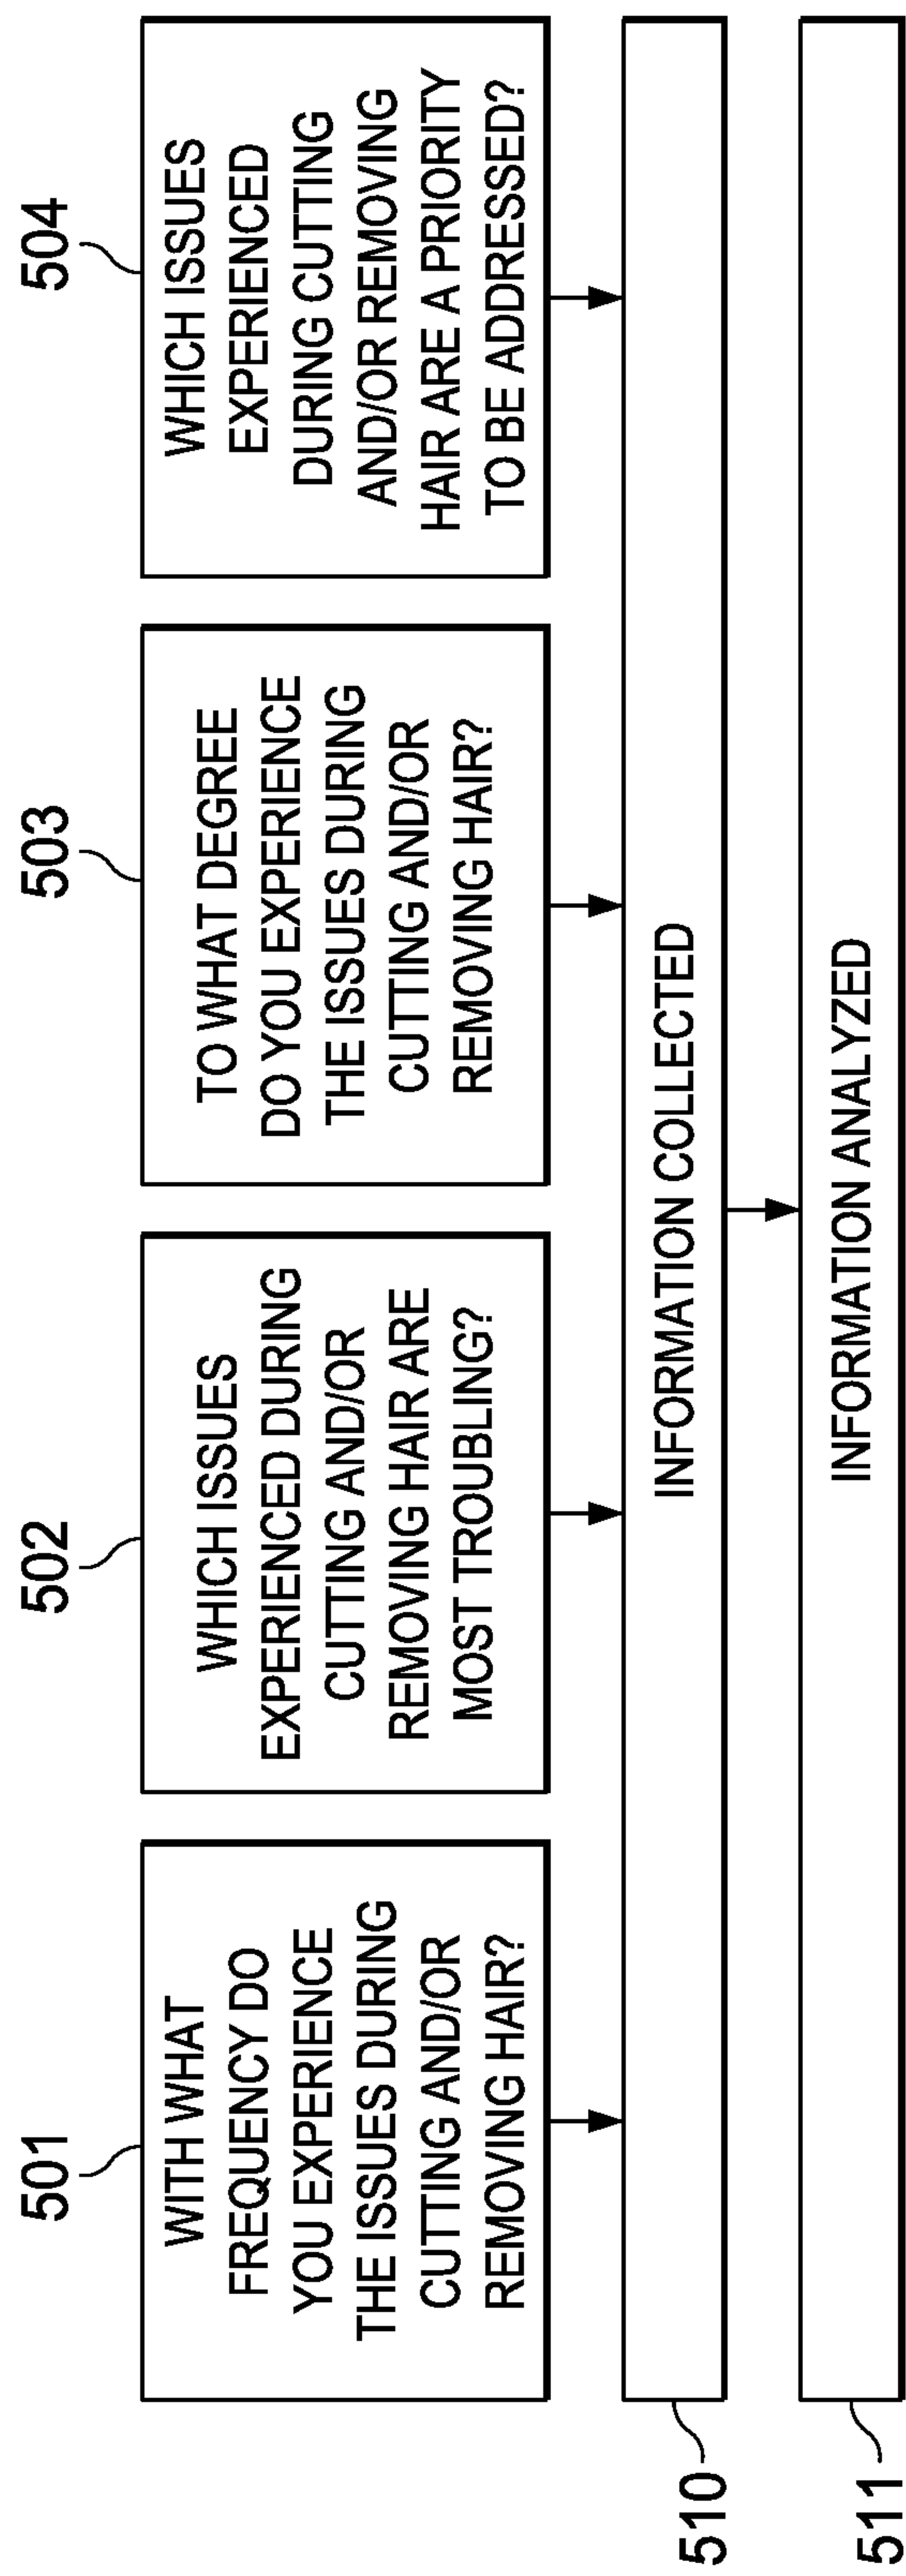 501
WITH WHAT
FREQUENCY DO
YOU EXPERIENCE
THE ISSUES DURING
CUTTING AND/OR
REMOVING HAIR?
502
WHICH ISSUES
EXPERIENCED DURING
CUTTING AND/OR
REMOVING HAIR ARE
MOST TROUBLING?
503
TO WHAT DEGREE
DO YOU EXPERIENCE
THE ISSUES DURING
CUTTING AND/OR
REMOVING HAIR?
504
WHICH ISSUES
EXPERIENCED
DURING CUTTING
AND/OR REMOVING
HAIR ARE A PRIORITY
TO BE ADDRESSED?
510
INFORMATION COLLECTED
511
INFORMATION ANALYZED